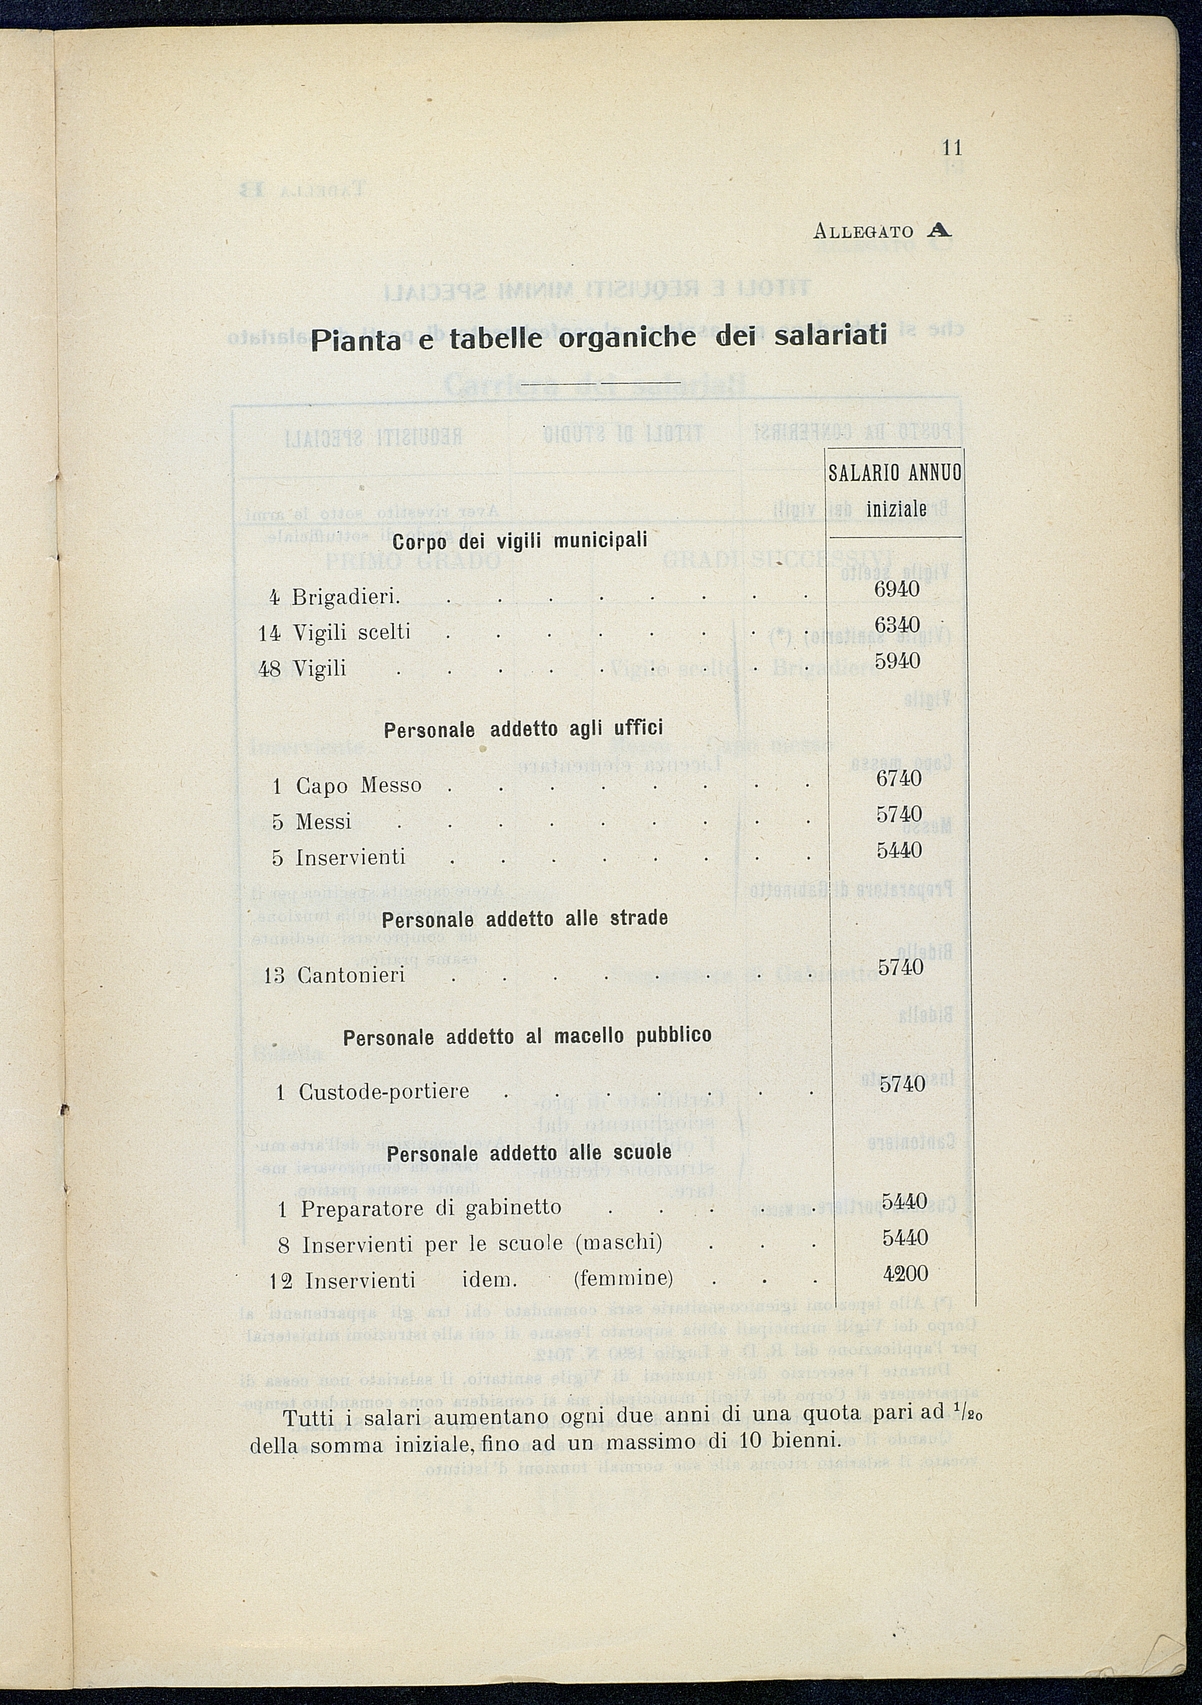 11
ALLEGATO A
Pianta e tabelle organiche dei salariati
SALARIO ANNUO
iniziale
Corpo dei vigili municipali
4 Brigadieri. . . . . . . . . 6940
14 Vigili scelti . . . . . . . . 6340
48 Vigili . . . . . . . . . 5940
Personale addetto agli uffici
1 Capo Messo . . . . . . . . 6740
5 Messi . . . . . . . . . 5740
5 Inservienti . . . . . . . . 5440
Personale addetto alle strade
13 Cantonieri . . . . . . . . 5740
Personale addetto al macello pubblico
1 Custode-portiere . . . . . . . 5740
Personale addetto alle scuole
1 Preparatore di gabinetto . . . . . 5440
8 Inservienti per le scuole (maschi) . . . 5440
12 Inservienti idem. (femmine) . . . 4200
Tutti i salari aumentano ogni due anni di una quota pari ad 1/20
della somma iniziale, fino ad un massimo di 10 bienni.